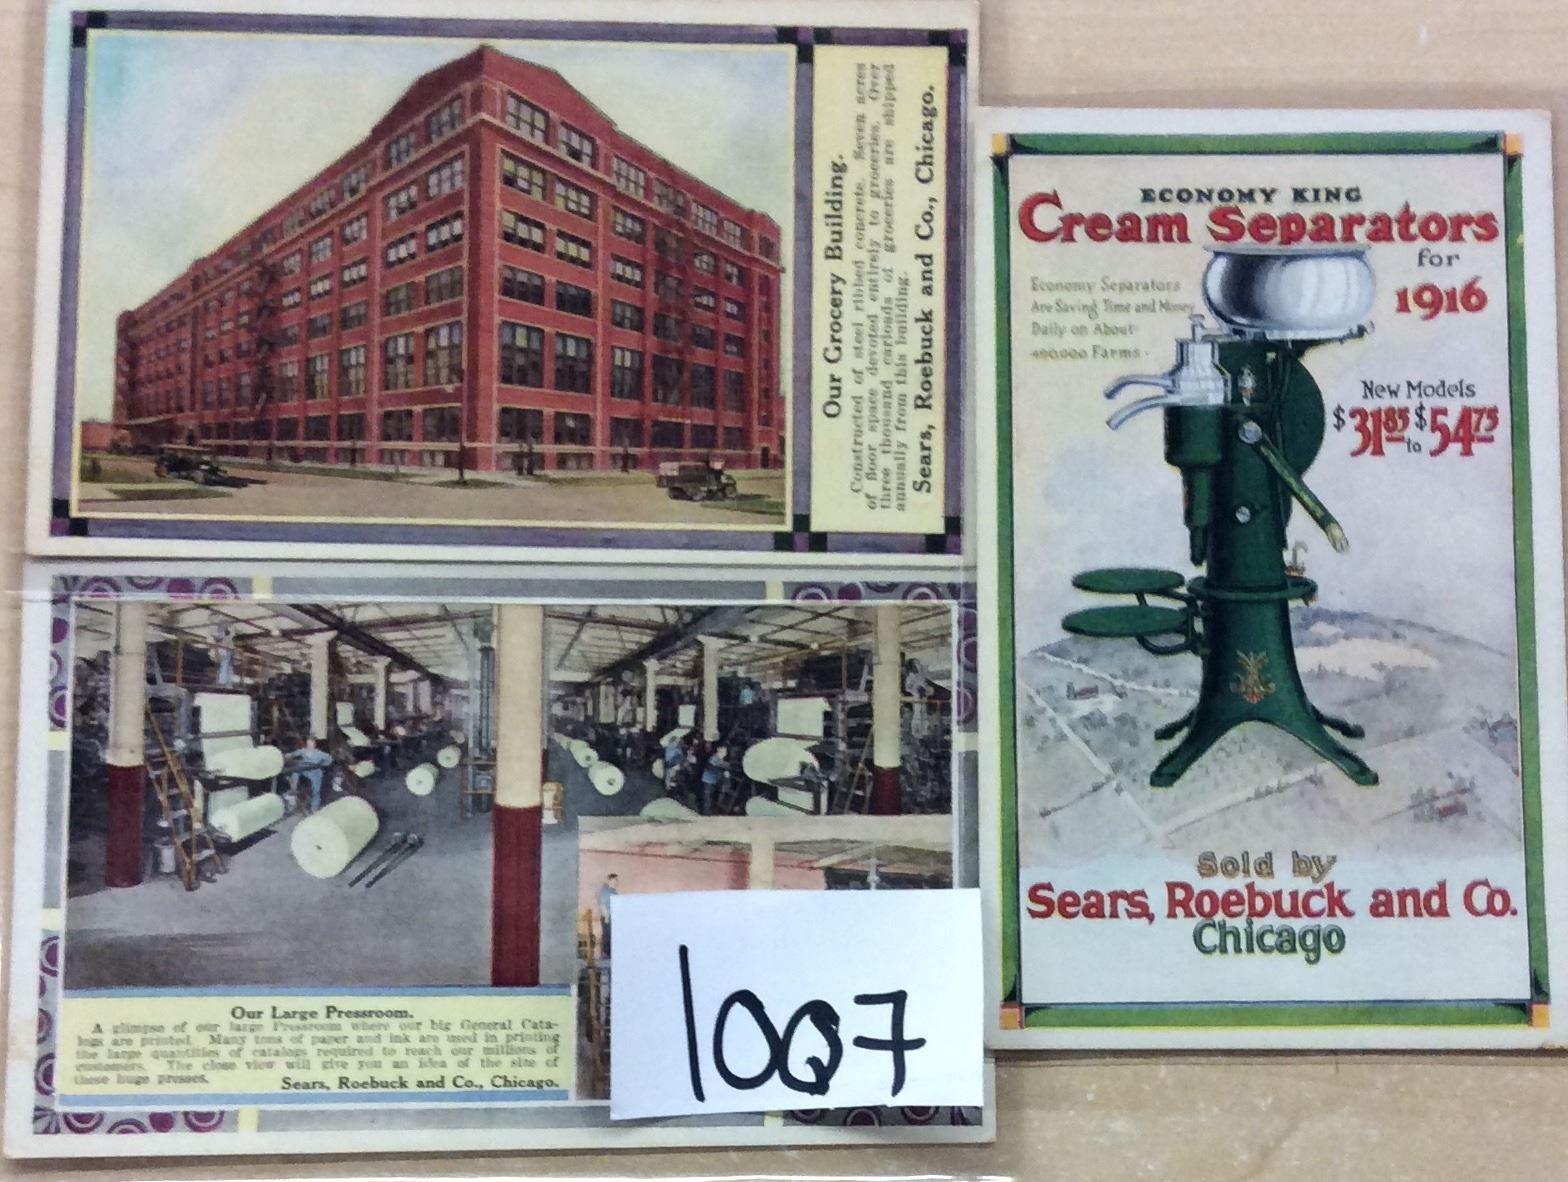 Our Grocery Building.
Constructed of steel ribbed concrete. Seven acres
of floor space devoted entirely to groceries. Over
three thousand carloads of groceries are shipped
annually from this building.
Sears, Roebuck and Co., Chicago.
ECONOMY KING
Cream Separators
for
1916
Economy Separators
Are Saving Time and Money
Daily on About
400,000 Farms.
New Models
$31.85 to $54.75
Sold by
Sears, Roebuck and Co.
Chicago
Our Large Pressroom.
A glimpse of our large Pressroom where our big General Cata-
logs are printed. Many tons of paper and ink are used in printing
the large quantities of catalogs required to reach our millions of
customers. The close view will give you an idea of the size of
these huge presses.
Sears, Roebuck and Co., Chicago.
1007